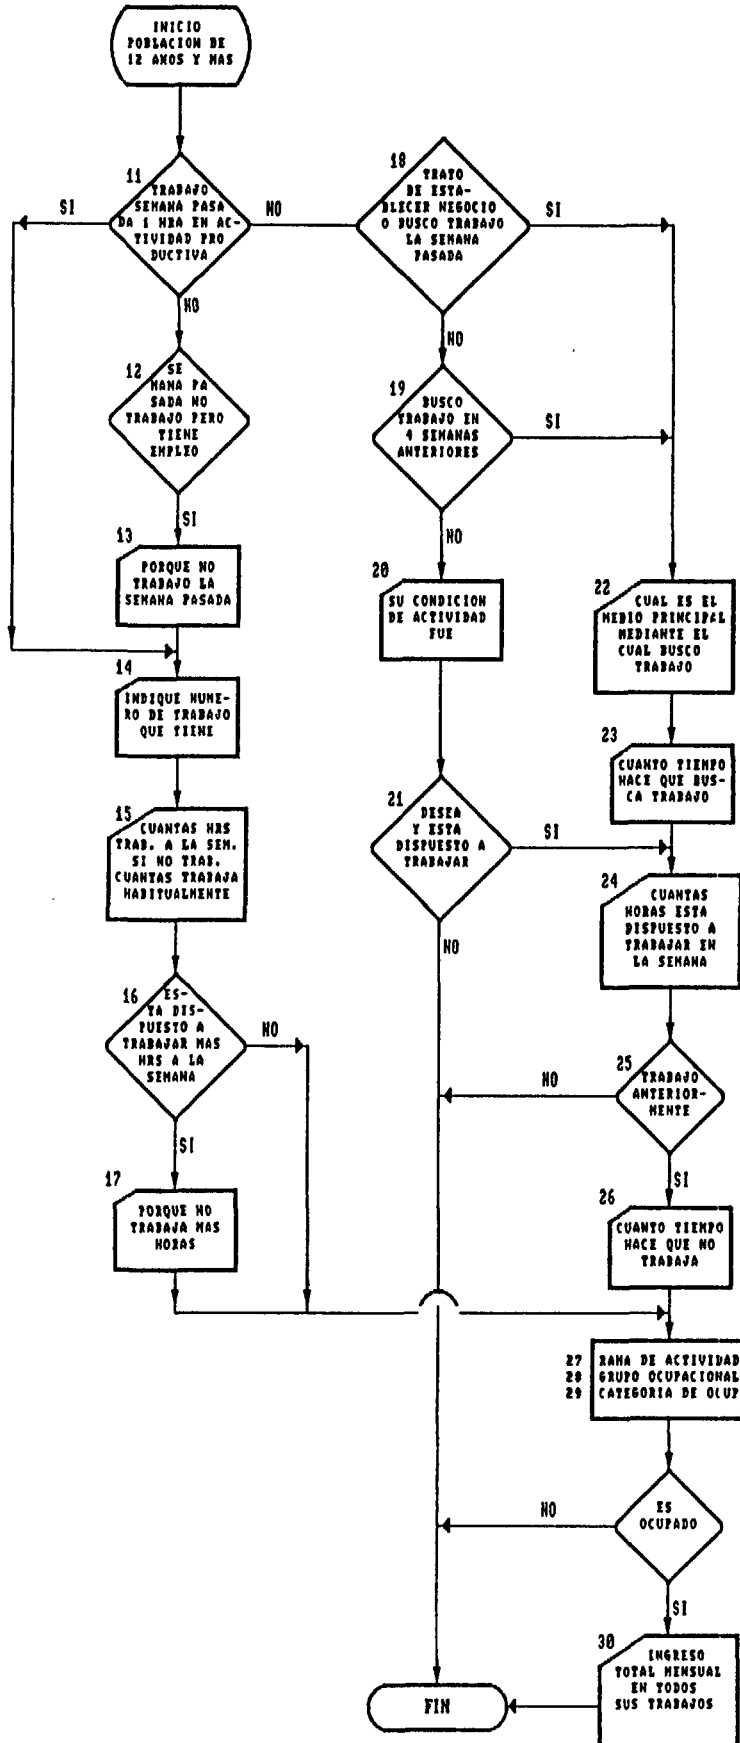 INICIO
POBLACION DE
12 ANOS Y MAS
11
TRABAJO
SEMANA PASA
DA 1 HRA EN AC-
TIVIDAD PRO
DUCTIVA
SI
NO
NO
12
SE
MANA PA
SADA NO
TRABAJO PERO
TIENE
EMPLEO
SI
13
PORQUE NO
TRABAJO LA
SEMANA PASADA
14
INDIQUE NUME-
RO DE TRABAJO
QUE TIENE
15
CUANTAS HRS
TRAB. A LA SEM.
SI NO TRAB.
CUANTAS TRABAJA
HABITUALMENTE
16
ES-
TA DIS-
PUESTO A
TRABAJAR MAS
HRS A LA
SEMANA
NO
SI
17
PORQUE NO
TRABAJA MAS
HORAS
18
TRATO
DE ESTA-
BLECER NEGOCIO
O BUSCO TRABAJO
LA SEMANA
PASADA
SI
NO
19
BUSCO
TRABAJO EN
4 SEMANAS
ANTERIORES
SI
NO
20
SU CONDICION
DE ACTIVIDAD
FUE
21
DESEA
Y ESTA
DISPUESTO A
TRABAJAR
SI
NO
22
CUAL ES EL
MEDIO PRINCIPAL
MEDIANTE EL
CUAL BUSCO
TRABAJO
23
CUANTO TIEMPO
HACE QUE BUS-
CA TRABAJO
24
CUANTAS
HORAS ESTA
DISPUESTO A
TRABAJAR EN
LA SEMANA
25
TRABAJO
ANTERIOR-
MENTE
NO
SI
26
CUANTO TIEMPO
HACE QUE NO
TRABAJA
27 RAMA DE ACTIVIDAD
28 GRUPO OCUPACIONAL
29 CATEGORIA DE OCUP
ES
OCUPADO
NO
SI
30
INGRESO
TOTAL MENSUAL
EN TODOS
SUS TRABAJOS
FIN